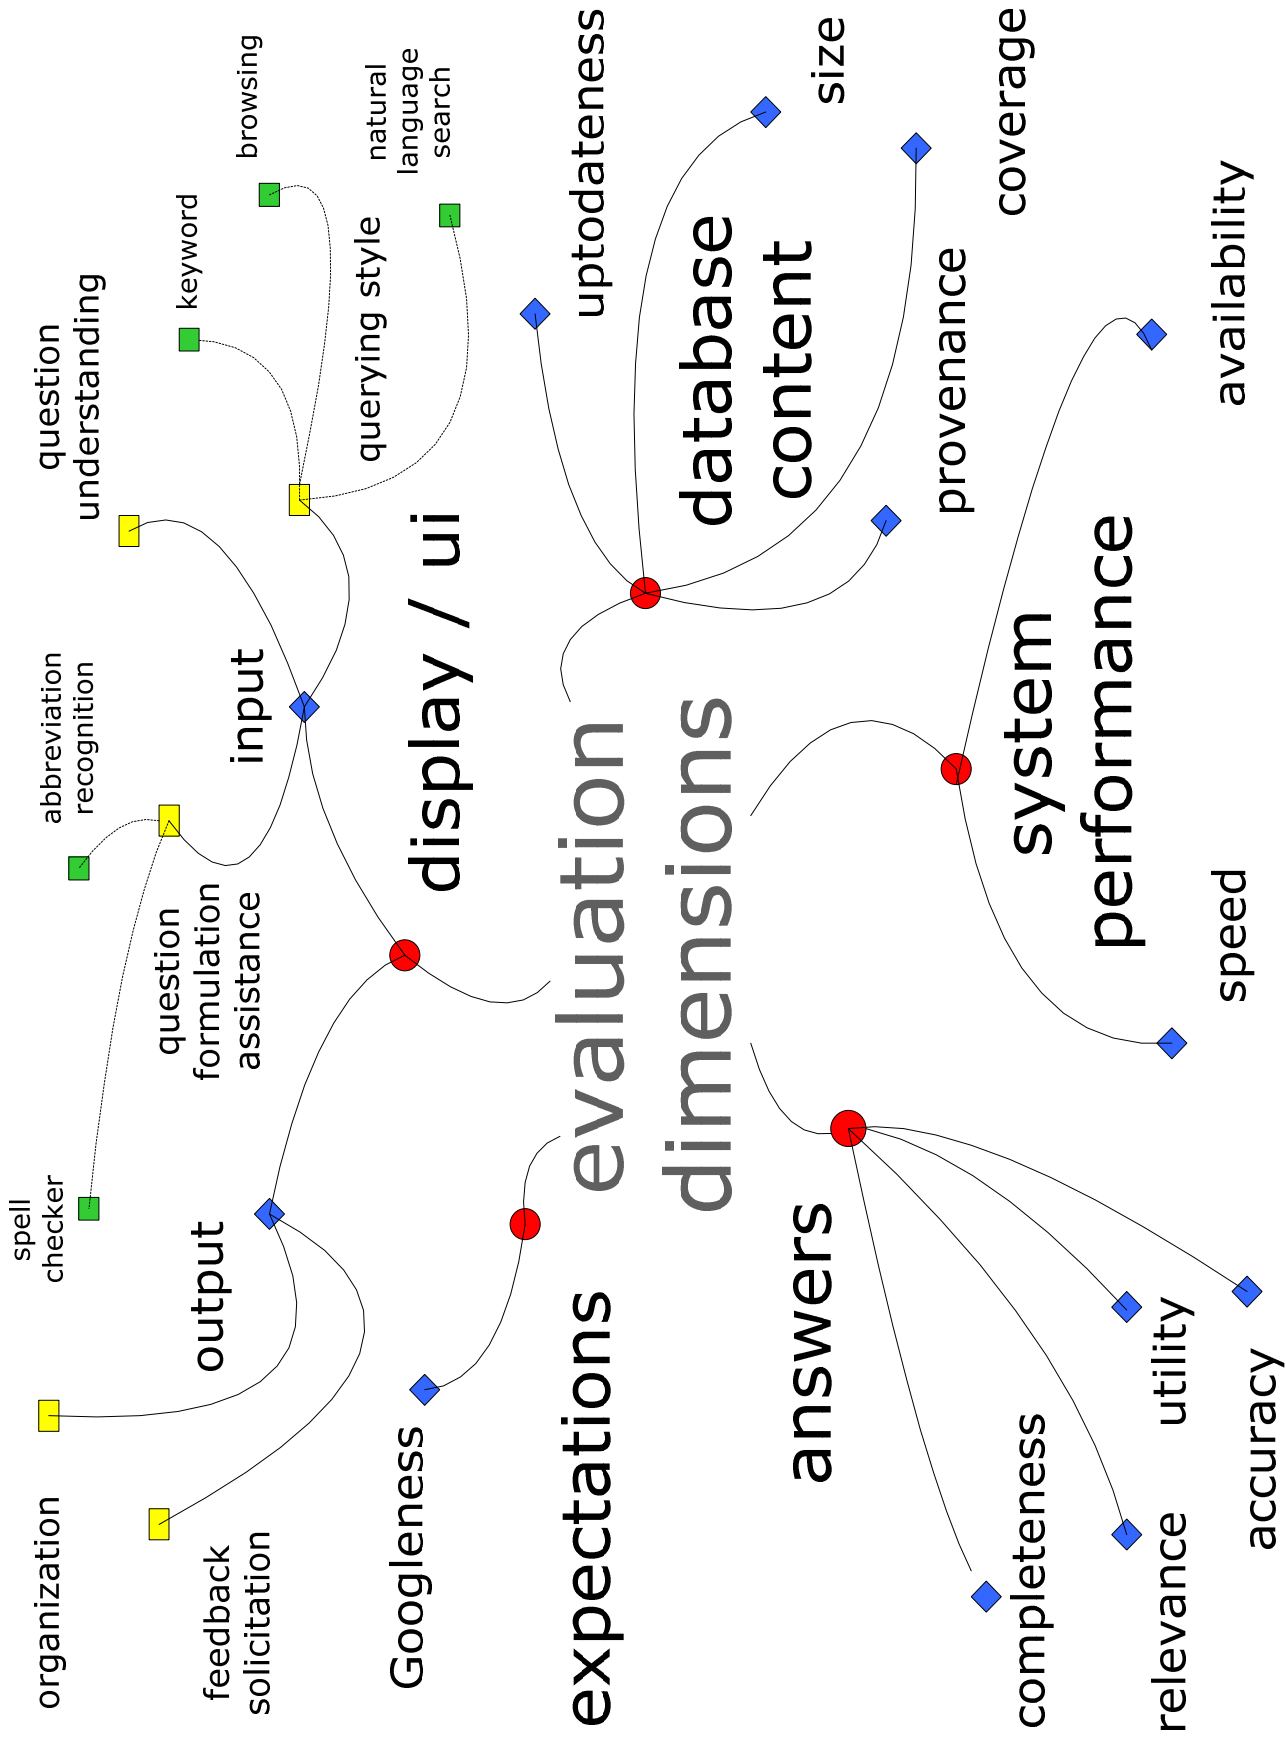 spell
checker
abbreviation
recognition
question
understanding
keyword
browsing
natural
language
search
organization
output
question
formulation
assistance
input
querying style
feedback
solicitation
display / ui
uptodateness
size
Googleness
evaluation
dimensions
database
content
coverage
expectations
provenance
answers
system
performance
availability
completeness
utility
speed
relevance
accuracy